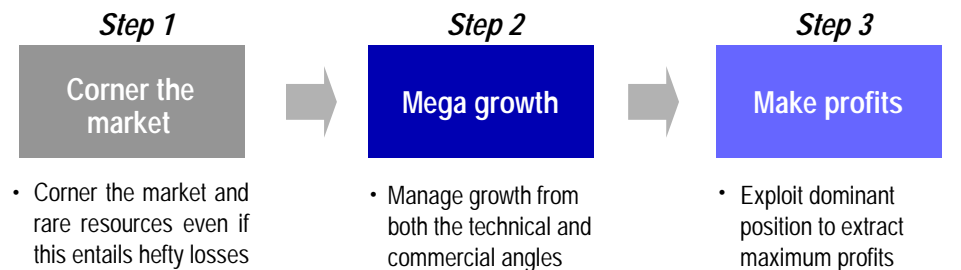 Step 1
Step 2
Step 3
Corner the
market
Mega growth
Make profits
• Corner the market and
rare resources even if
this entails hefty losses
• Manage growth from
both the technical and
commercial angles
• Exploit dominant
position to extract
maximum profits